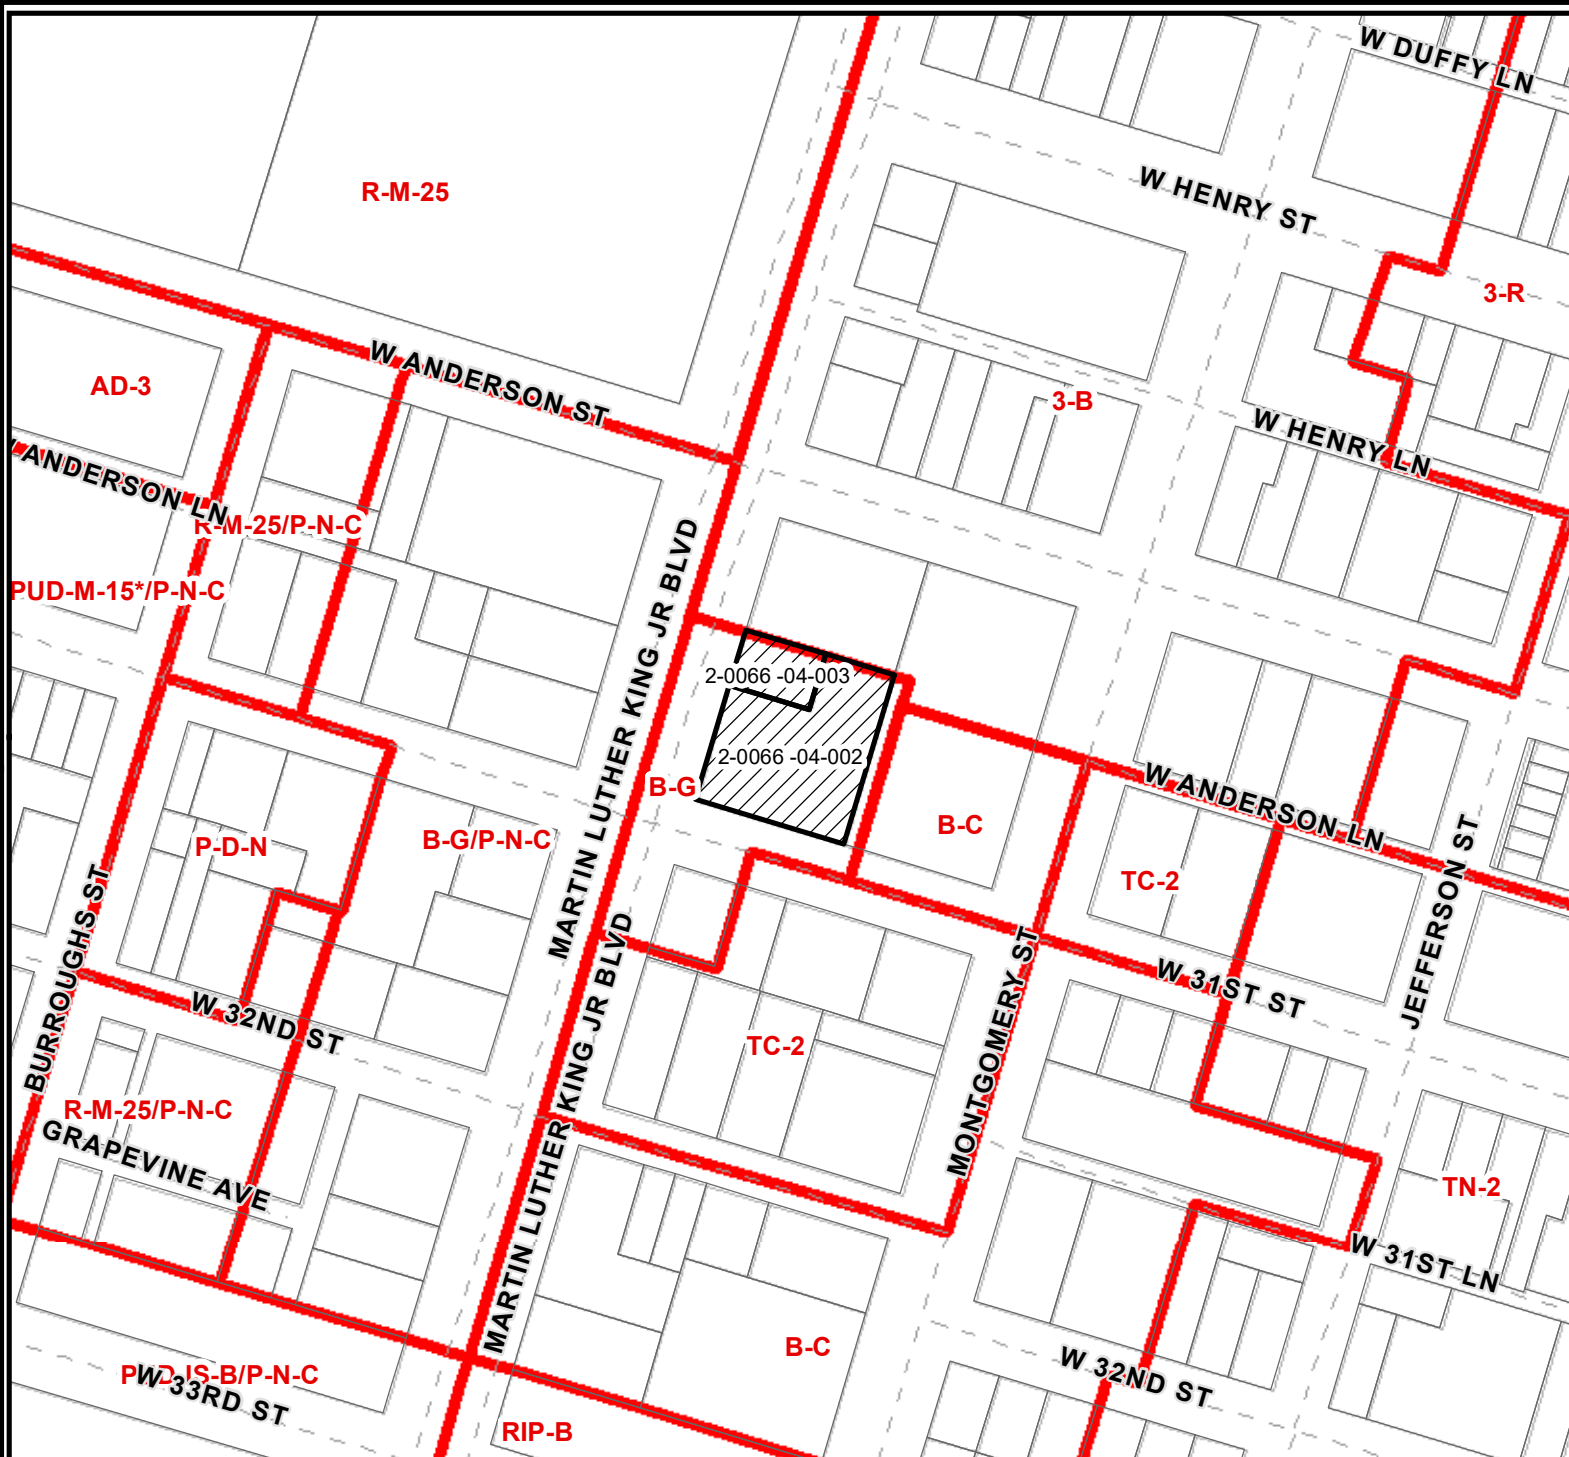 W DUFFY LN
R-M-25
W HENRY ST
3-R
W ANDERSON ST
AD-3
3-B
W HENRY LN
W ANDERSON LN
R-M-25/P-N-C
PUD-M-15*/P-N-C
MARTIN LUTHER KING JR BLVD
2-0066 -04-003
2-0066 -04-002
B-G
W ANDERSON LN
B-C
P-D-N
B-G/P-N-C
TC-2
JEFFERSON ST
BURROUGHS ST
MARTIN LUTHER KING JR BLVD
MONTGOMERY ST
W 31ST ST
W 32ND ST
TC-2
R-M-25/P-N-C
GRAPEVINE AVE
TN-2
W 31ST LN
B-C
W 32ND ST
W 33RD ST
RIP-B